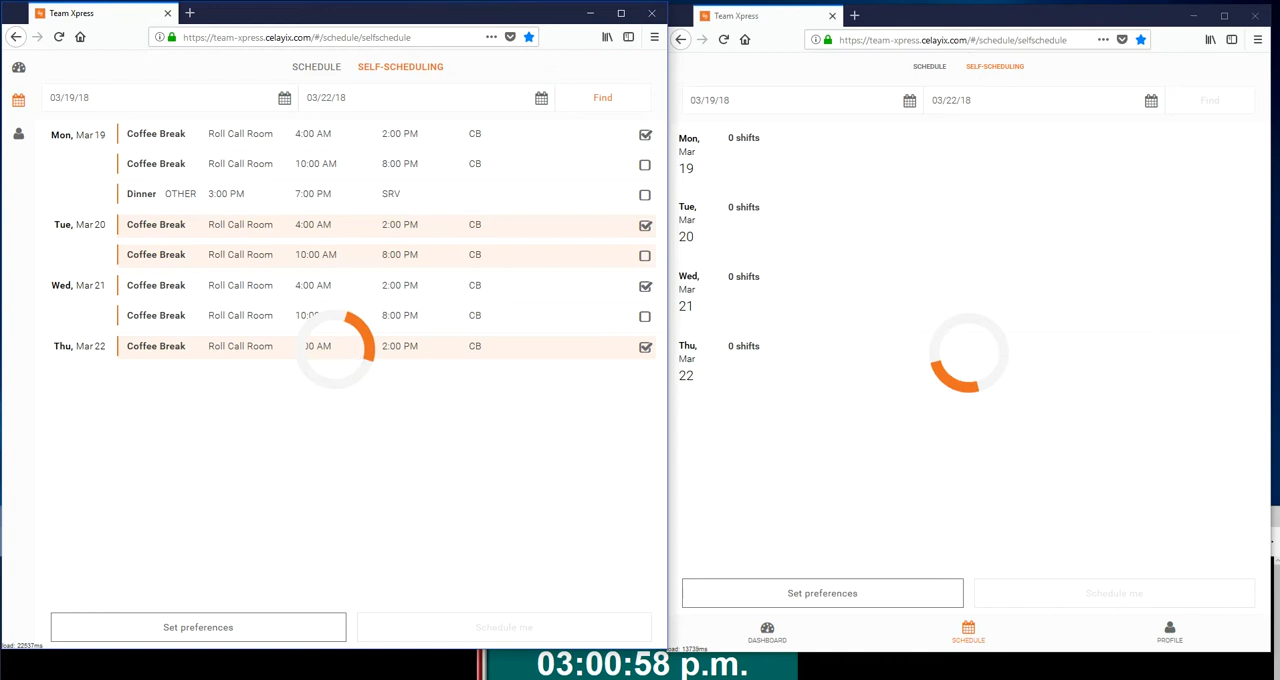 Team Xpress
https://team-xpress.celayix.com/#/schedule/selfschedule
SCHEDULE SELF-SCHEDULING
03/19/18 03/22/18 Find
Mon, Mar 19 Coffee Break Roll Call Room 4:00 AM 2:00 PM CB
Coffee Break Roll Call Room 10:00 AM 8:00 PM CB
Dinner OTHER 3:00 PM 7:00 PM SRV
Tue, Mar 20 Coffee Break Roll Call Room 4:00 AM 2:00 PM CB
Coffee Break Roll Call Room 10:00 AM 8:00 PM CB
Wed, Mar 21 Coffee Break Roll Call Room 4:00 AM 2:00 PM CB
Coffee Break Roll Call Room 10:0 8:00 PM CB
Thu, Mar 22 Coffee Break Roll Call Room 00 AM 2:00 PM CB
Set preferences Schedule me
load: 22537ms
Team Xpress
https://team-xpress.celayix.com/#/schedule/selfschedule
SCHEDULE SELF-SCHEDULING
03/19/18 03/22/18 Find
Mon, 0 shifts
Mar
19
Tue, 0 shifts
Mar
20
Wed, 0 shifts
Mar
21
Thu, 0 shifts
Mar
22
Set preferences Schedule me
DASHBOARD SCHEDULE PROFILE
load: 13739ms
03:00:58 p.m.